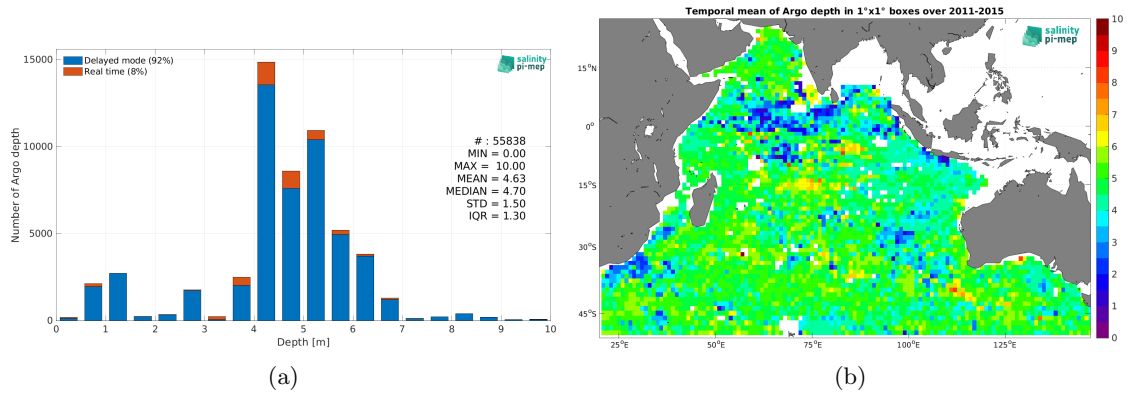 15000
10000
5000
0
Number of Argo depth
Delayed mode (92%)
Real time (8%)
salinity
pi-mep
# : 55838
MIN = 0.00
MAX = 10.00
MEAN = 4.63
MEDIAN = 4.70
STD = 1.50
IQR = 1.30
0 1 2 3 4 5 6 7 8 9 10
Depth [m]
(a)
Temporal mean of Argo depth in 1°x1° boxes over 2011-2015
salinity
pi-mep
15°N
0°
15°S
30°S
45°S
25°E 50°E 75°E 100°E 125°E
10
9
8
7
6
5
4
3
2
1
0
(b)